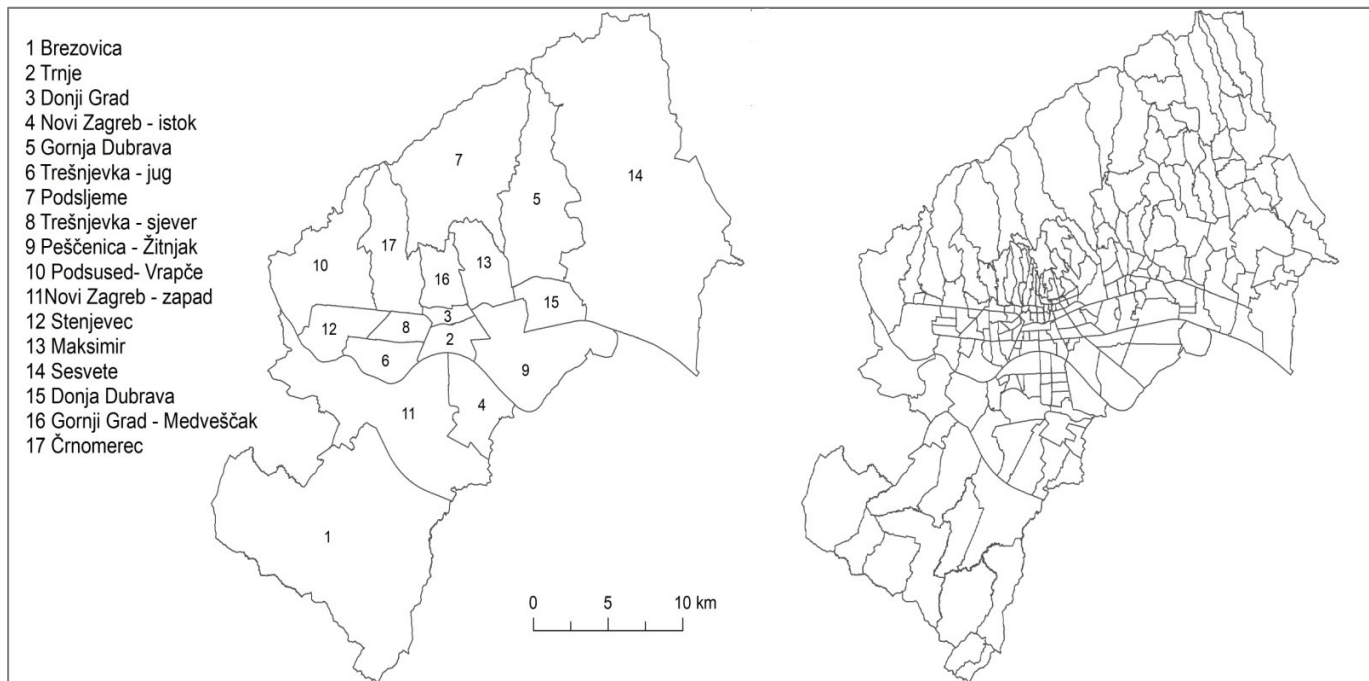 1 Brezovica
2 Trnje
3 Donji Grad
4 Novi Zagreb - istok
5 Gornja Dubrava
6 Trešnjevka - jug
7 Podsljeme
8 Trešnjevka - sjever
9 Peščenica - Žitnjak
10 Podsused- Vrapče
11Novi Zagreb - zapad
12 Stenjevec
13 Maksimir
14 Sesvete
15 Donja Dubrava
16 Gornji Grad - Medveščak
17 Črnomerec
7
14
5
17
10
16
13
15
3
12
8
2
6
9
11
4
1
0 5 10 km